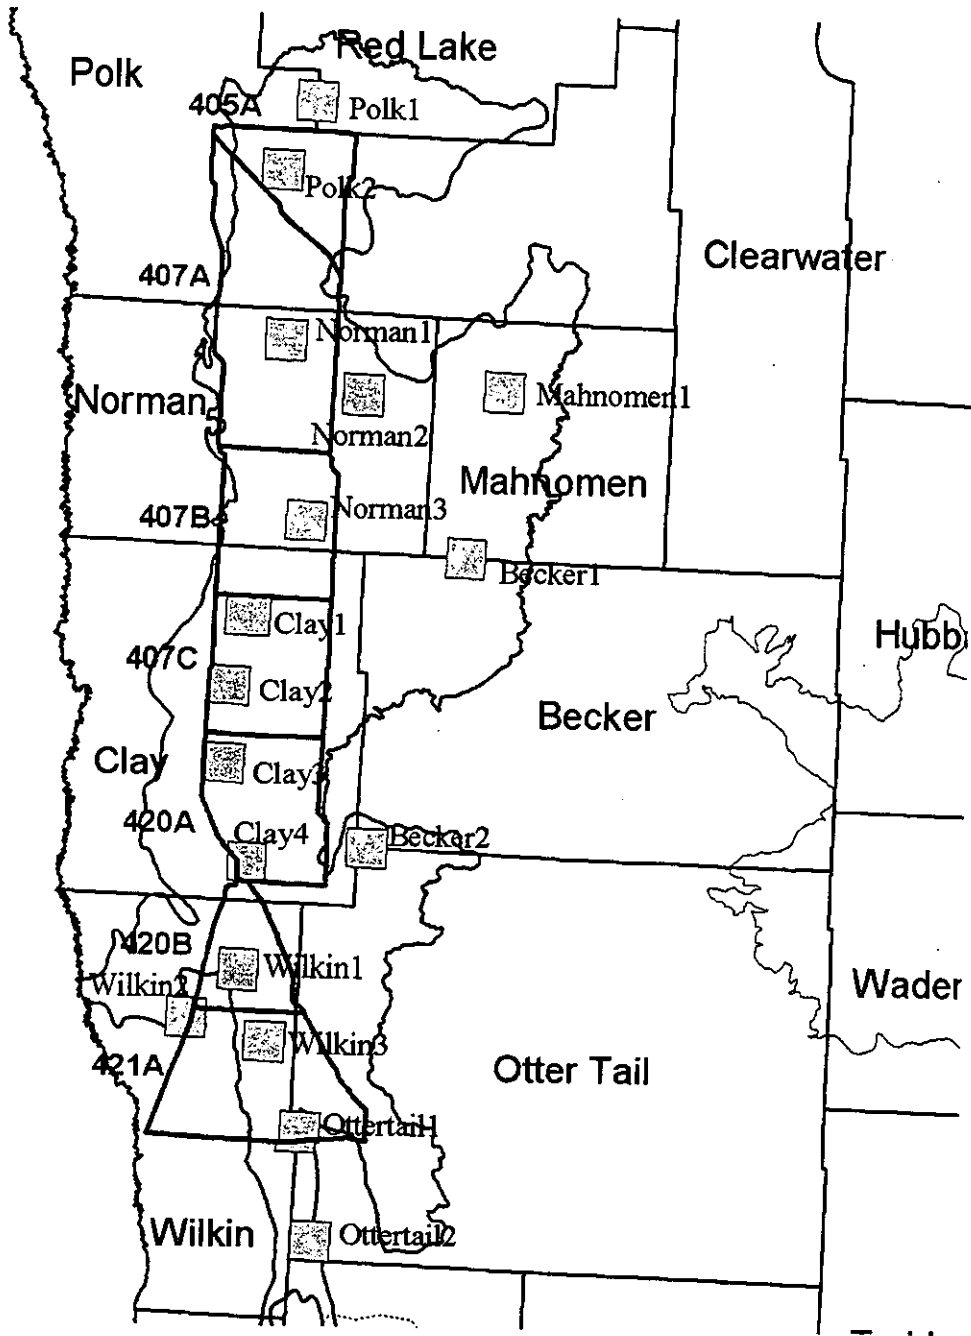 Red Lake
Polk
405A
Polk1
Polk2
Clearwater
407A
Norman1
Norman
Mahnomen1
Norman2
Mahnomen
407B
Norman3
Becker1
Clay1
Hubb
407C
Clay2
Becker
Clay
Clay3
420A
Clay4
Becker2
420B
Wilkin1
Wilkin2
Wader
Wilkin3
421A
Otter Tail
Ottertail1
Wilkin
Ottertail2